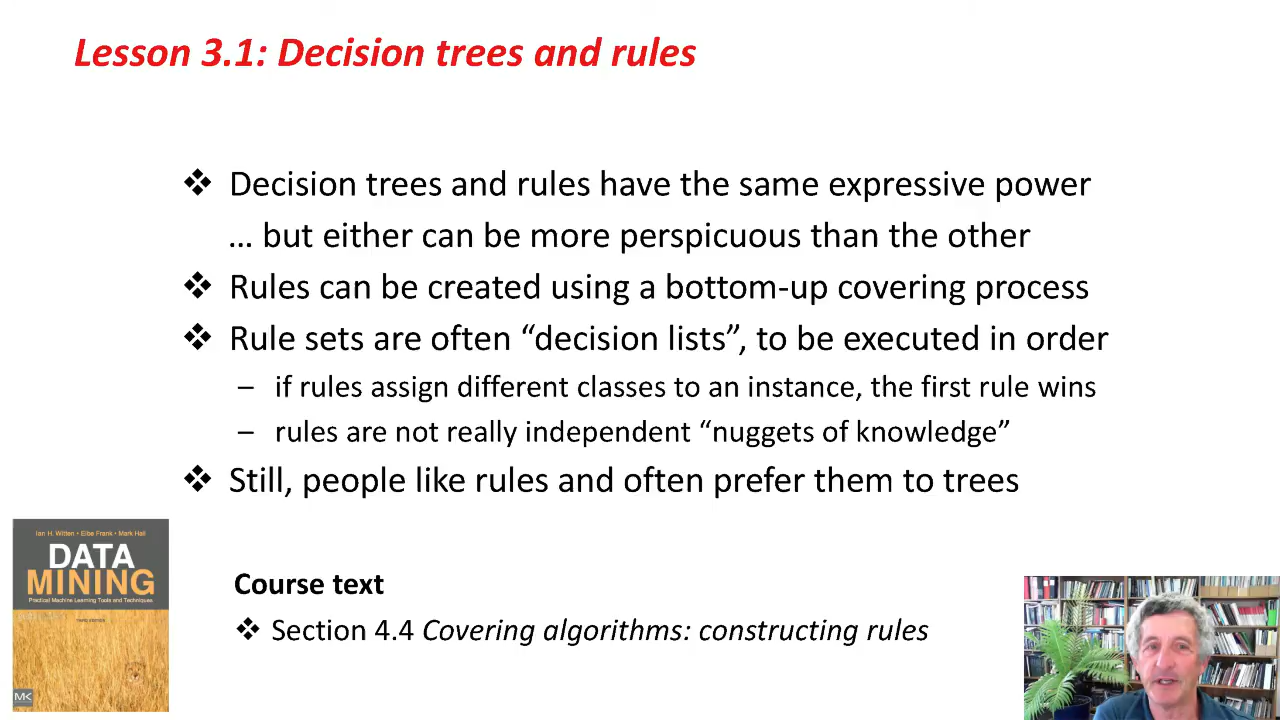 Lesson 3.1: Decision trees and rules
❖ Decision trees and rules have the same expressive power
… but either can be more perspicuous than the other
❖ Rules can be created using a bottom-up covering process
❖ Rule sets are often “decision lists”, to be executed in order
– if rules assign different classes to an instance, the first rule wins
– rules are not really independent “nuggets of knowledge”
❖ Still, people like rules and often prefer them to trees
Ian H. Witten • Eibe Frank • Mark Hall
DATA
MINING
Practical Machine Learning Tools and Techniques
THIRD EDITION
MK
Course text
❖ Section 4.4 Covering algorithms: constructing rules